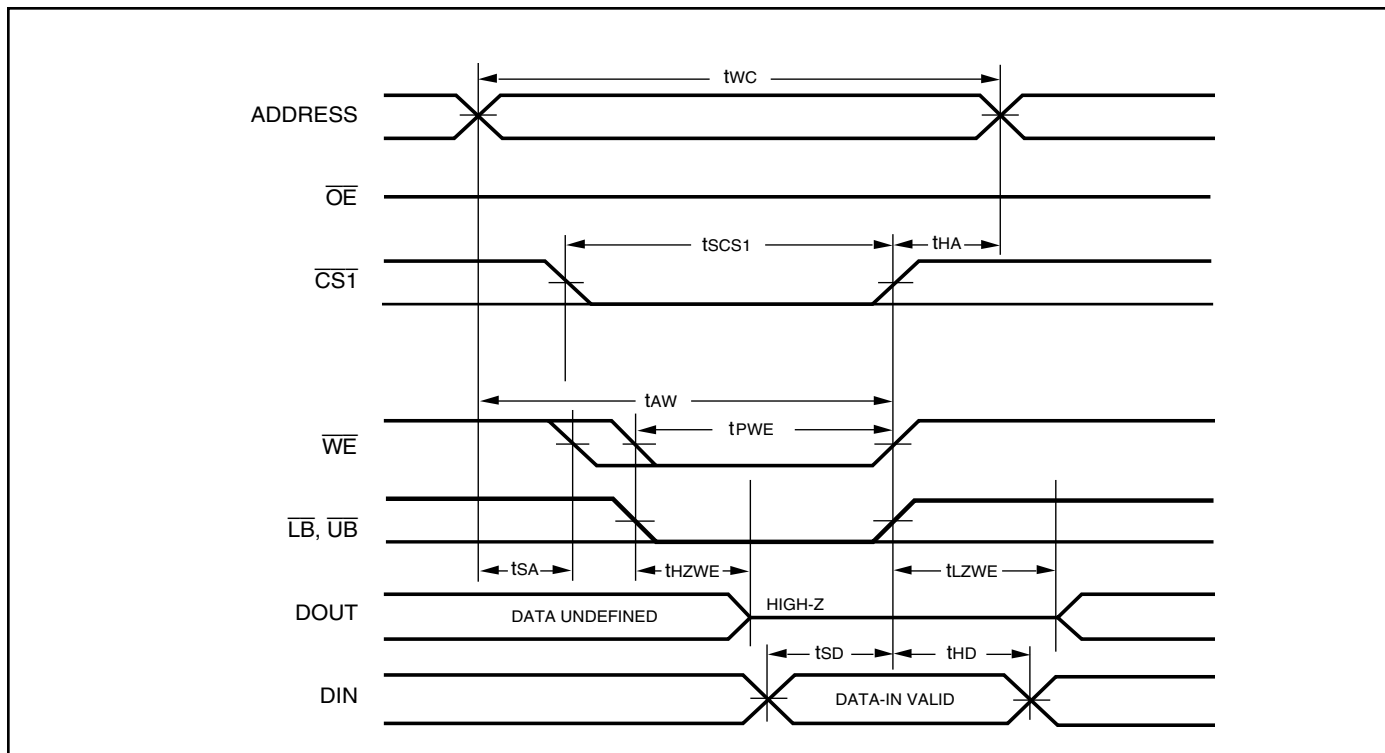 tWC
ADDRESS
OE
tSCS1
tHA
CS1
tAW
tPWE
WE
LB, UB
tSA
tHZWE
tLZWE
DOUT
DATA UNDEFINED
HIGH-Z
tSD
tHD
DIN
DATA-IN VALID